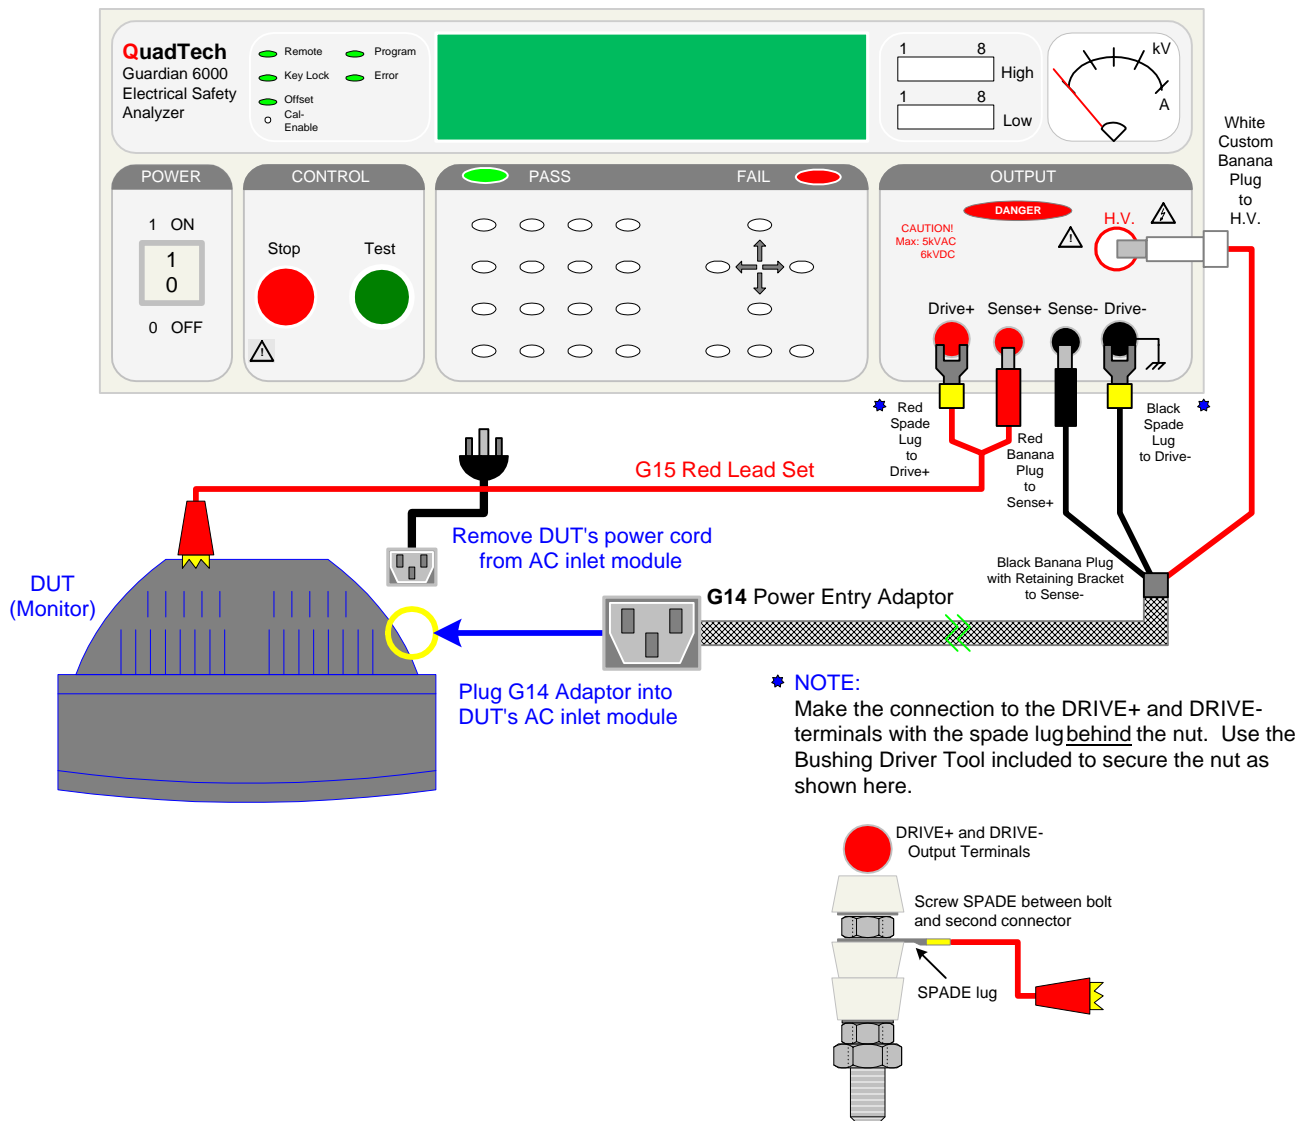 QuadTech
Guardian 6000
Electrical Safety
Analyzer
Remote
Program
Key Lock
Error
Offset
Cal-
Enable
1 8
High
1 8
Low
kV
A
White
Custom
Banana
Plug
to
H.V.
POWER
1 ON
1
0
0 OFF
CONTROL
Stop
Test
PASS
FAIL
OUTPUT
DANGER
CAUTION!
Max: 5kVAC
6kVDC
H.V.
Drive+ Sense+ Sense- Drive-
Red
Spade
Lug
to
Drive+
Red
Banana
Plug
to
Sense+
Black
Spade
Lug
to Drive-
G15 Red Lead Set
Remove DUT's power cord
from AC inlet module
DUT
(Monitor)
Black Banana Plug
with Retaining Bracket
to Sense-
G14 Power Entry Adaptor
Plug G14 Adaptor into
DUT's AC inlet module
NOTE:
Make the connection to the DRIVE+ and DRIVE-
terminals with the spade lug behind the nut. Use the
Bushing Driver Tool included to secure the nut as
shown here.
DRIVE+ and DRIVE-
Output Terminals
Screw SPADE between bolt
and second connector
SPADE lug